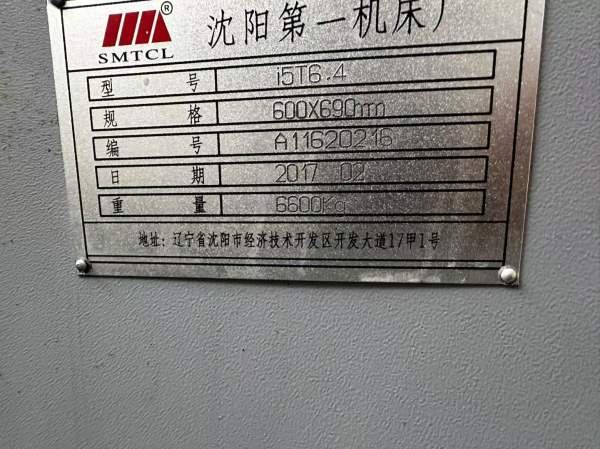 ®
SMTCL
沈阳第一机床厂
型号 i5T6.4
规格 600X690mm
编号 A11620216
日期 2017 02
重量 6600Kg
地址: 辽宁省沈阳市经济技术开发区开发大道17甲1号